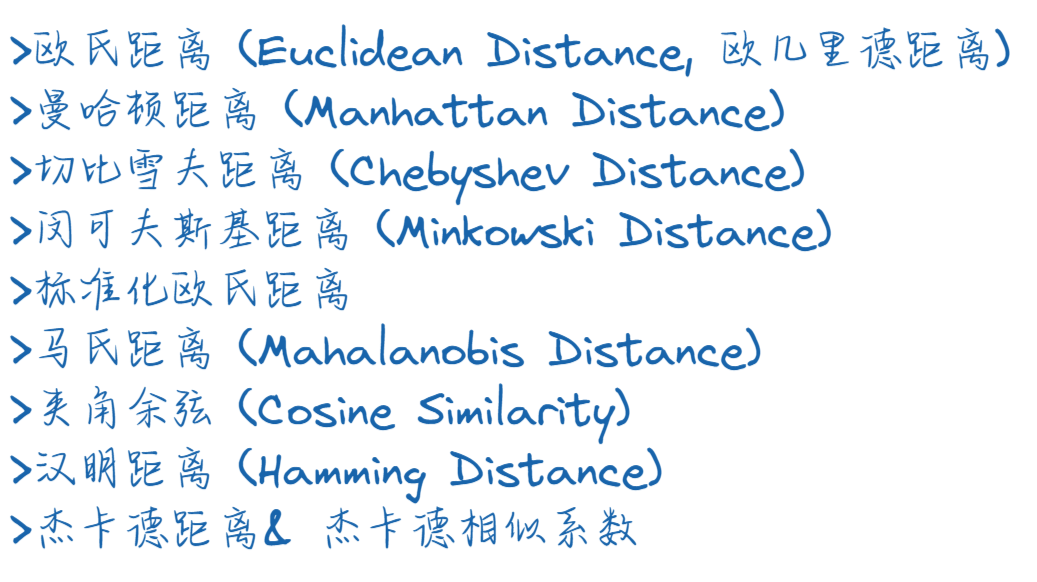 >欧氏距离 (Euclidean Distance, 欧几里德距离)
>曼哈顿距离 (Manhattan Distance)
>切比雪夫距离 (Chebyshev Distance)
>闵可夫斯基距离 (Minkowski Distance)
>标准化欧氏距离
>马氏距离 (Mahalanobis Distance)
>夹角余弦 (Cosine Similarity)
>汉明距离 (Hamming Distance)
>杰卡德距离& 杰卡德相似系数